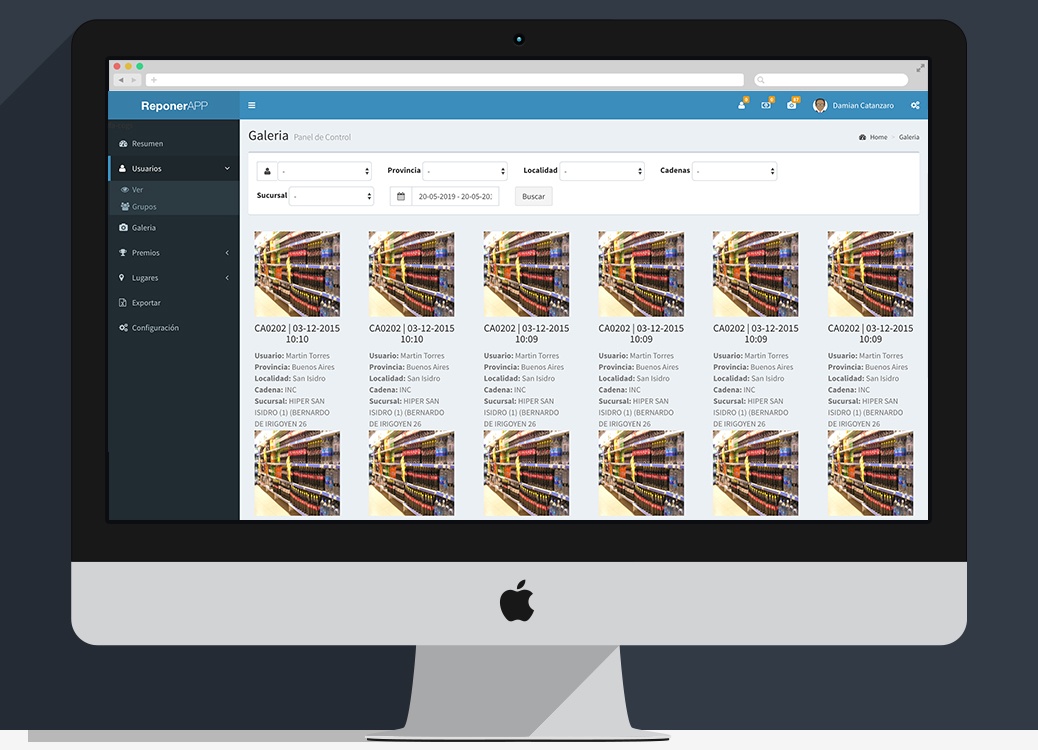 ReponerAPP
Damian Catanzaro
Resumen
Usuarios
Ver
Grupos
Galeria
Premios
Lugares
Exportar
Configuración
Galeria Panel de Control
Home Galeria
- Provincia - Localidad - Cadenas -
Sucursal - 20-05-2019 - 20-05-20 Buscar
CA0202 | 03-12-2015
10:10
Usuario: Martin Torres
Provincia: Buenos Aires
Localidad: San Isidro
Cadena: INC
Sucursal: HIPER SAN
ISIDRO (1) (BERNARDO
DE IRIGOYEN 26
CA0202 | 03-12-2015
10:10
Usuario: Martin Torres
Provincia: Buenos Aires
Localidad: San Isidro
Cadena: INC
Sucursal: HIPER SAN
ISIDRO (1) (BERNARDO
DE IRIGOYEN 26
CA0202 | 03-12-2015
10:09
Usuario: Martin Torres
Provincia: Buenos Aires
Localidad: San Isidro
Cadena: INC
Sucursal: HIPER SAN
ISIDRO (1) (BERNARDO
DE IRIGOYEN 26
CA0202 | 03-12-2015
10:09
Usuario: Martin Torres
Provincia: Buenos Aires
Localidad: San Isidro
Cadena: INC
Sucursal: HIPER SAN
ISIDRO (1) (BERNARDO
DE IRIGOYEN 26
CA0202 | 03-12-2015
10:09
Usuario: Martin Torres
Provincia: Buenos Aires
Localidad: San Isidro
Cadena: INC
Sucursal: HIPER SAN
ISIDRO (1) (BERNARDO
DE IRIGOYEN 26
CA0202 | 03-12-2015
10:09
Usuario: Martin Torres
Provincia: Buenos Aires
Localidad: San Isidro
Cadena: INC
Sucursal: HIPER SAN
ISIDRO (1) (BERNARDO
DE IRIGOYEN 26